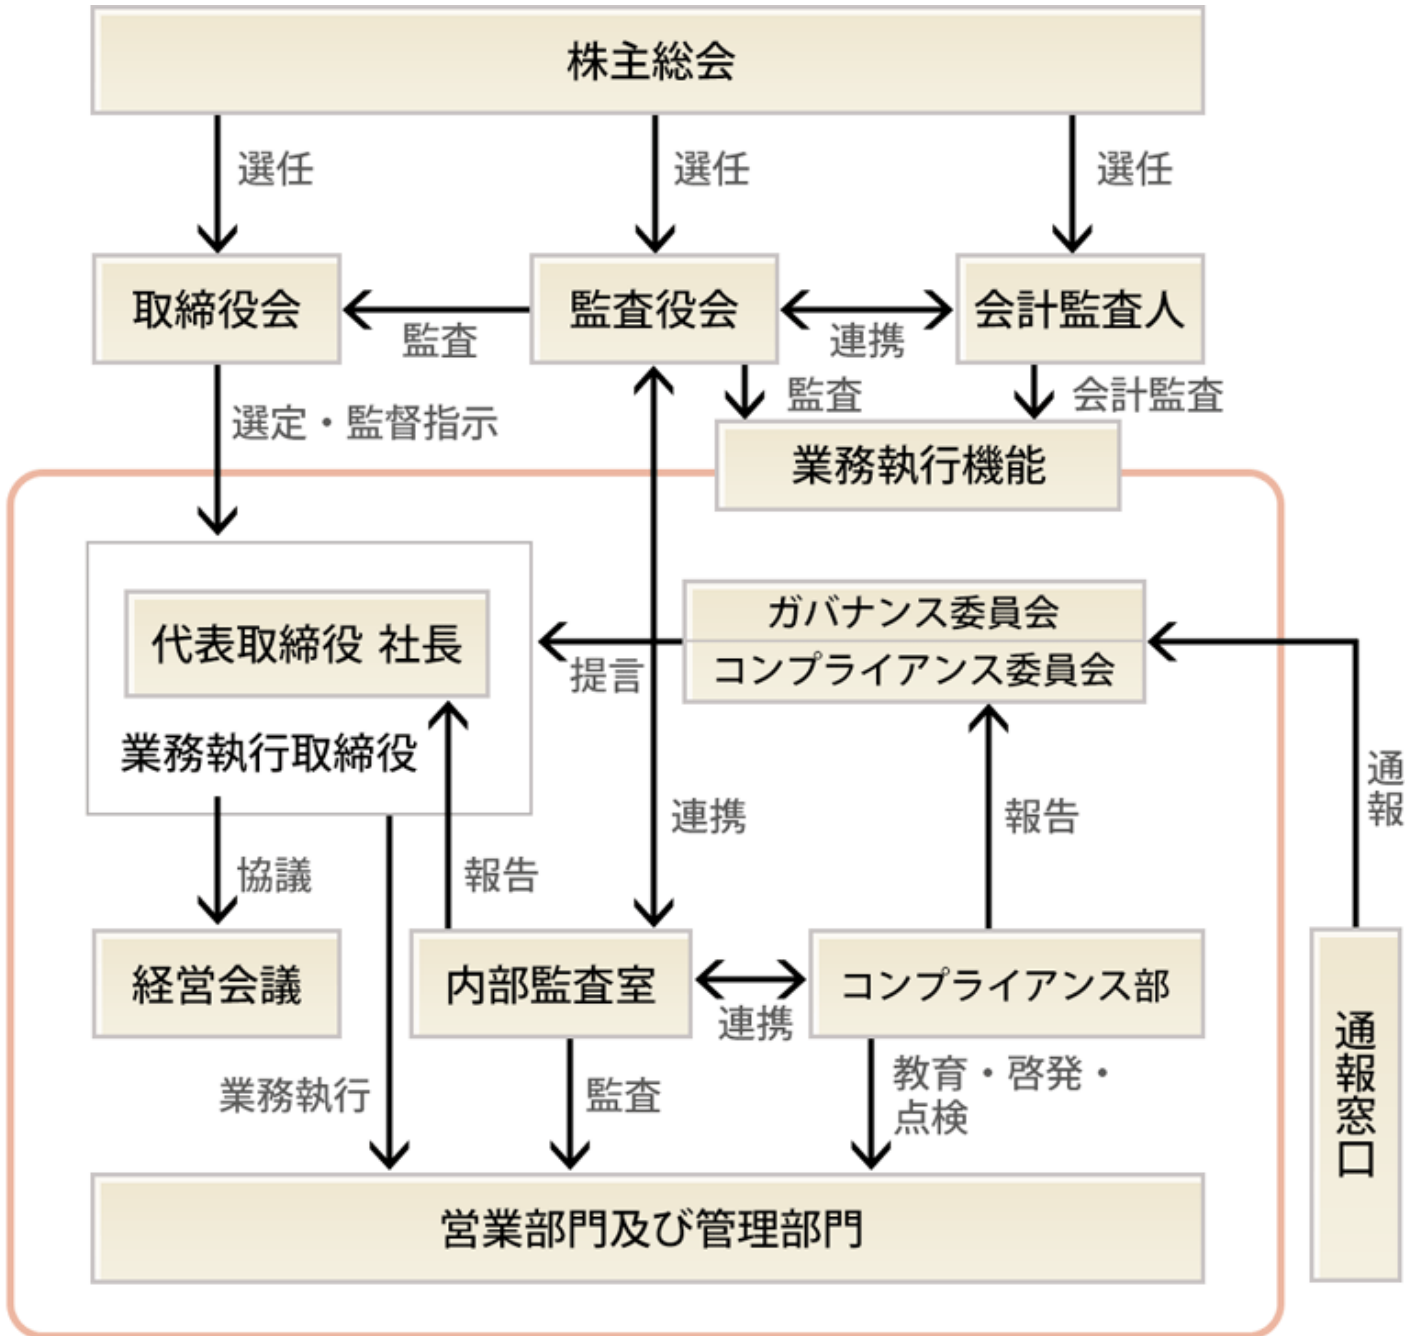 株主総会
選任
選任
選任
取締役会
監査役会
会計監査人
監査
連携
監査
会計監査
選定・監督指示
業務執行機能
ガバナンス委員会
代表取締役 社長
コンプライアンス委員会
提言
業務執行取締役
通報
連携
報告
協議
報告
経営会議
内部監査室
コンプライアンス部
連携
通報窓口
業務執行
監査
教育・啓発・
点検
営業部門及び管理部門